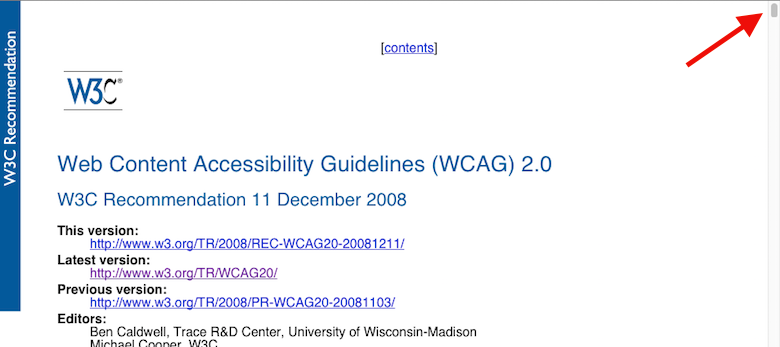 W3C Recommendation
[contents]
W3C®
Web Content Accessibility Guidelines (WCAG) 2.0
W3C Recommendation 11 December 2008
This version:
http://www.w3.org/TR/2008/REC-WCAG20-20081211/
Latest version:
http://www.w3.org/TR/WCAG20/
Previous version:
http://www.w3.org/TR/2008/PR-WCAG20-20081103/
Editors:
Ben Caldwell, Trace R&D Center, University of Wisconsin-Madison
Michael Cooper, W3C